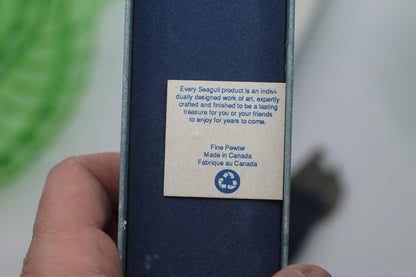 Every Seagull product is an indivi-
dually designed work of art, expertly
crafted and finished to be a lasting
treasure for you or your friends
to enjoy for years to come.
Fine Pewter
Made in Canada
Fabrique au Canada